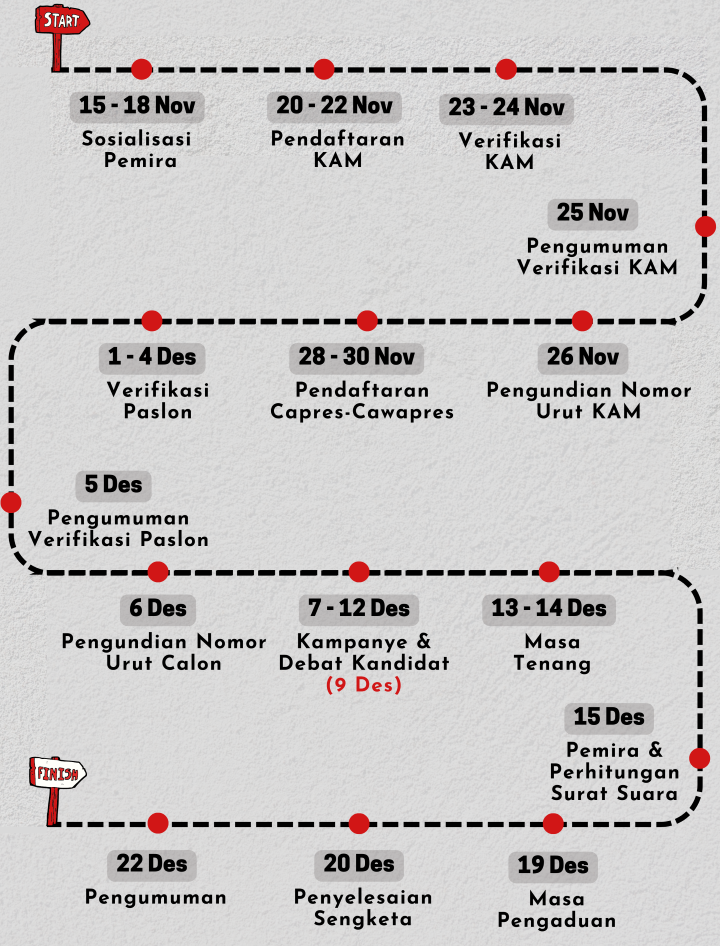 START
15 - 18 Nov
Sosialisasi
Pemira
20 - 22 Nov
Pendaftaran
KAM
23 - 24 Nov
Verifikasi
KAM
25 Nov
Pengumuman
Verifikasi KAM
26 Nov
Pengundian Nomor
Urut KAM
28 - 30 Nov
Pendaftaran
Capres-Cawapres
1 - 4 Des
Verifikasi
Paslon
5 Des
Pengumuman
Verifikasi Paslon
6 Des
Pengundian Nomor
Urut Calon
7 - 12 Des
Kampanye &
Debat Kandidat
(9 Des)
13 - 14 Des
Masa
Tenang
15 Des
Pemira &
Perhitungan
Surat Suara
19 Des
Masa
Pengaduan
20 Des
Penyelesaian
Sengketa
22 Des
Pengumuman
FINISH